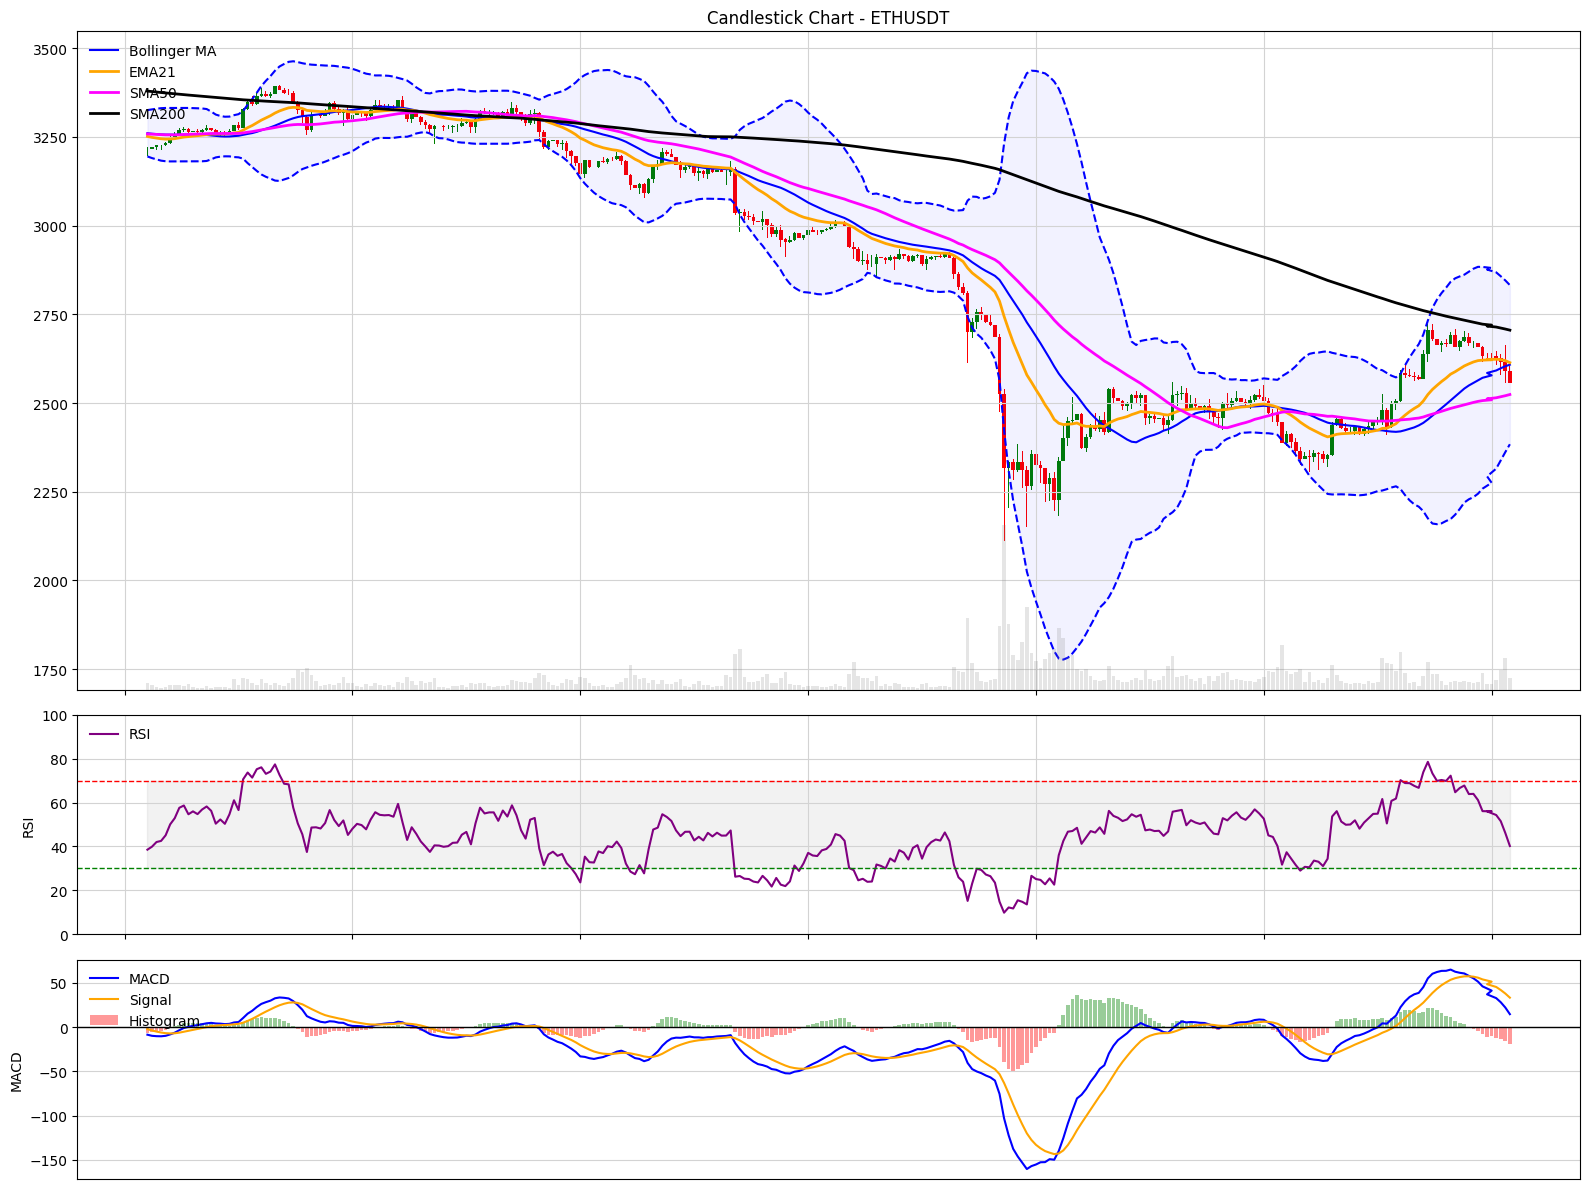 Candlestick Chart - ETHUSDT
Bollinger MA
EMA21
SMA50
SMA200
3500
3250
3000
2750
2500
2250
2000
1750
RSI
RSI
100
80
60
40
20
0
MACD
Signal
Histogram
MACD
50
0
−50
−100
−150